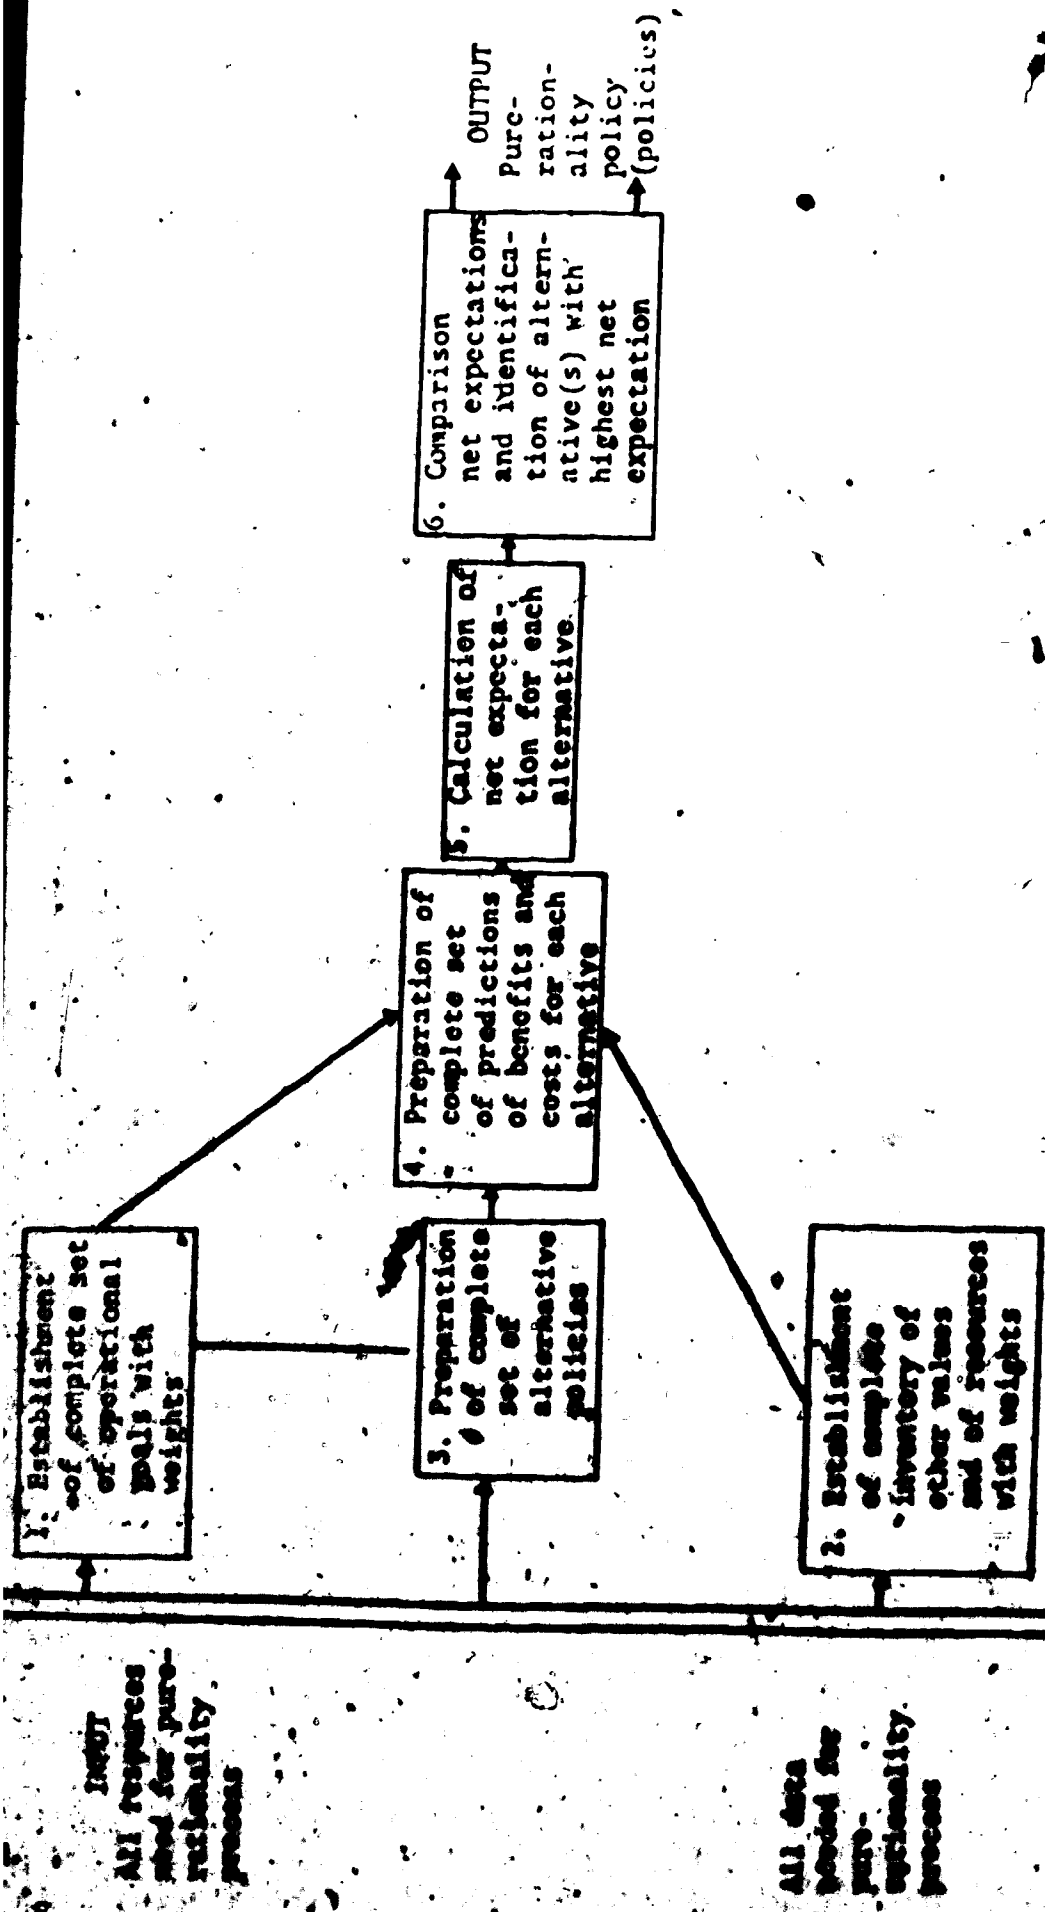 INPUT
All resources
need for pure-
rationality
process
All data
needed for
pure-
rationality
process
1. Establishment
of complete set
of operational
goals with
weights
3. Preparation
of complete
set of
alternative
policies
2. Establishment
of complete
inventory of
other values
and of resources
with weights
4. Preparation of
complete set
of predictions
of benefits and
costs for each
alternative
5. Calculation of
net expecta-
tion for each
alternative
6. Comparison
net expectations
and identifica-
tion of altern-
ative(s) with
highest net
expectation
OUTPUT
Pure-
ration-
ality
policy
(policies)